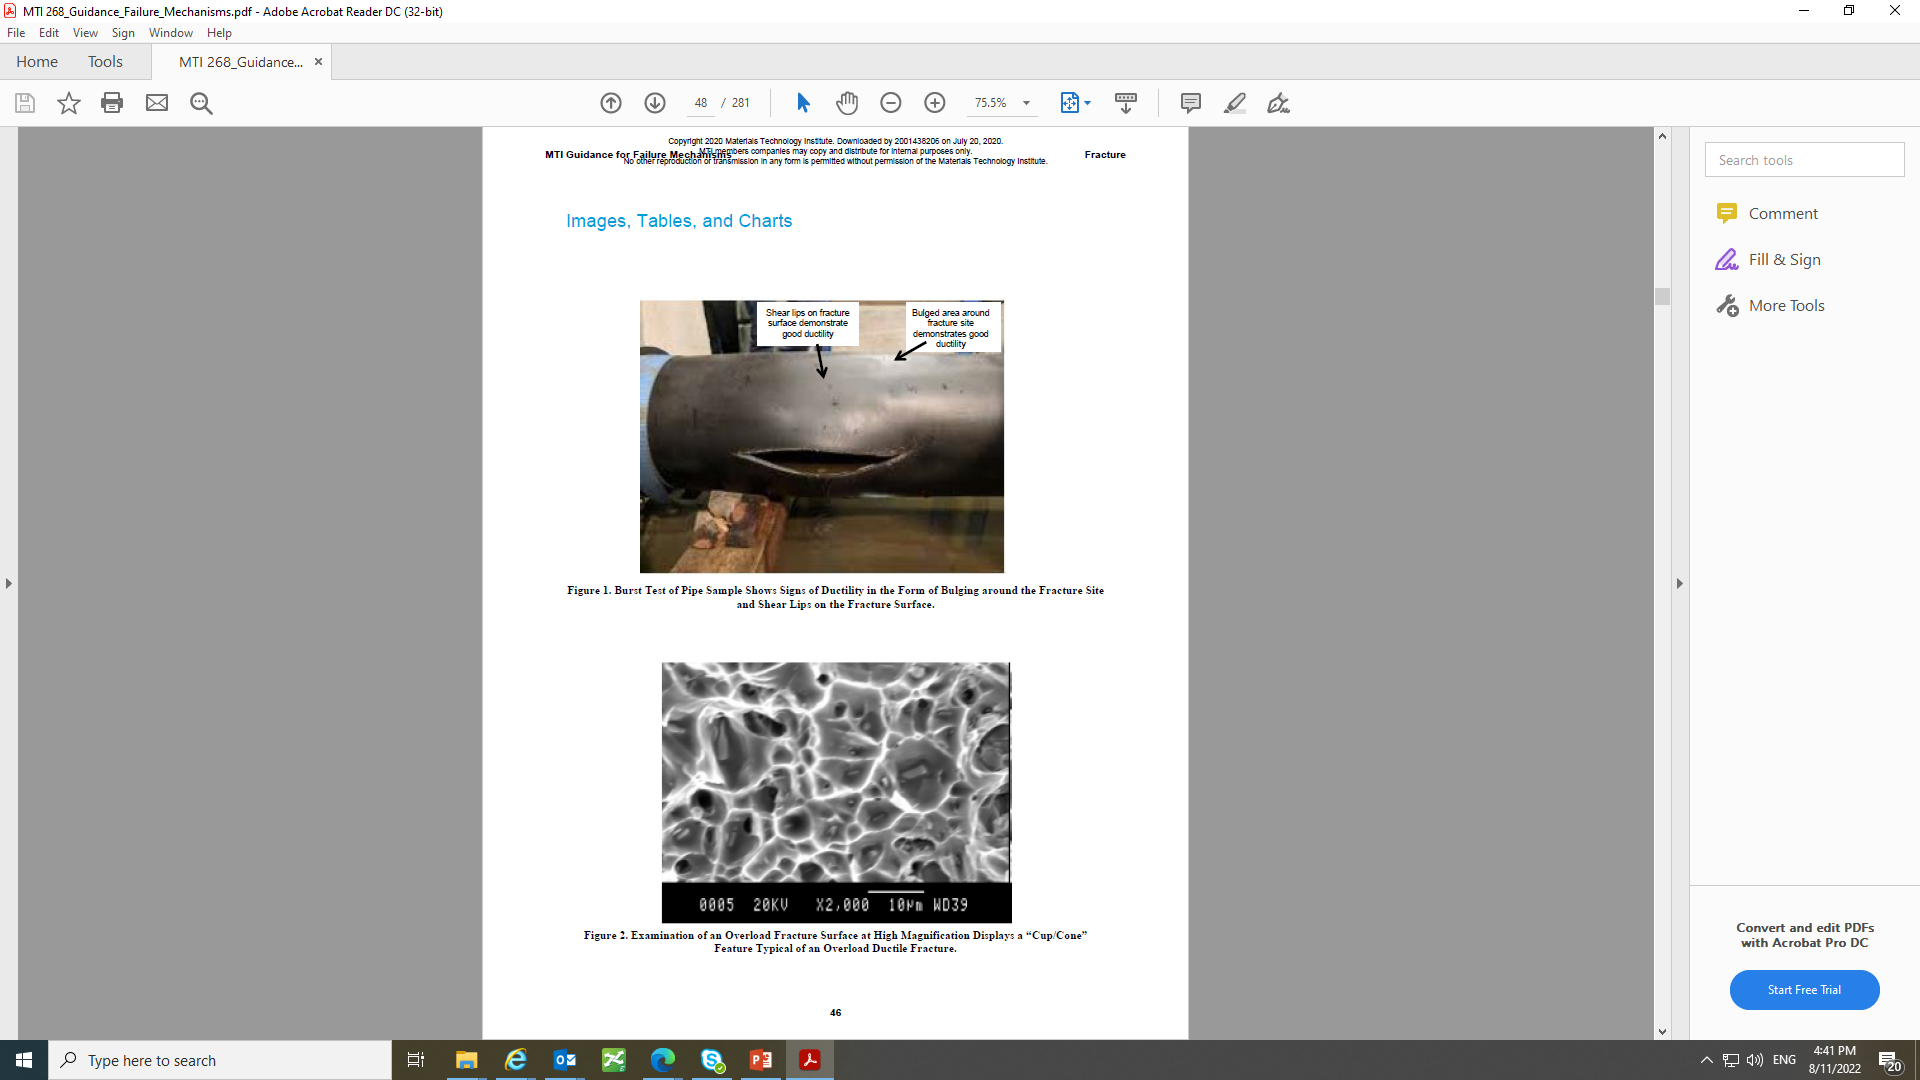 MTI 268_Guidance_Failure_Mechanisms.pdf - Adobe Acrobat Reader DC (32-bit)
File Edit View Sign Window Help
Home Tools MTI 268_Guidance... ×
48 / 281 75.5%
Copyright 2020 Materials Technology Institute. Downloaded by 2001438206 on July 20, 2020.
MTI members companies may copy and distribute for internal purposes only.
MTI Guidance for Failure Mechanisms Fracture
No other reproduction or transmission in any form is permitted without permission of the Materials Technology Institute.
Images, Tables, and Charts
Shear lips on fracture
surface demonstrate
good ductility
Bulged area around
fracture site
demonstrates good
ductility
Figure 1. Burst Test of Pipe Sample Shows Signs of Ductility in the Form of Bulging around the Fracture Site
and Shear Lips on the Fracture Surface.
0005 20KV X2,000 10µm WD39
Figure 2. Examination of an Overload Fracture Surface at High Magnification Displays a “Cup/Cone”
Feature Typical of an Overload Ductile Fracture.
46
Search tools
Comment
Fill & Sign
More Tools
Convert and edit PDFs
with Acrobat Pro DC
Start Free Trial
Type here to search
ENG
4:41 PM
8/11/2022
20